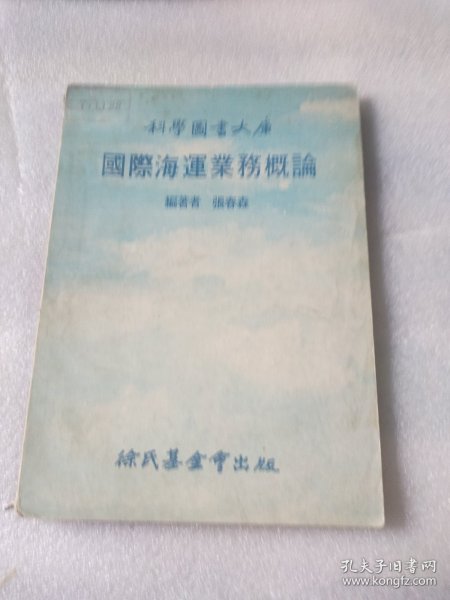 科學圖書大庫
國際海運業務概論
編著者 張春森
徐氏基金會出版
孔夫子旧书网
www.kongfz.com